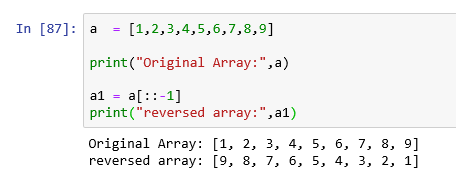 In [87]: a  = [1,2,3,4,5,6,7,8,9]
print("Original Array:",a)
a1 = a[::-1]
print("reversed array:",a1)
Original Array: [1, 2, 3, 4, 5, 6, 7, 8, 9]
reversed array: [9, 8, 7, 6, 5, 4, 3, 2, 1]